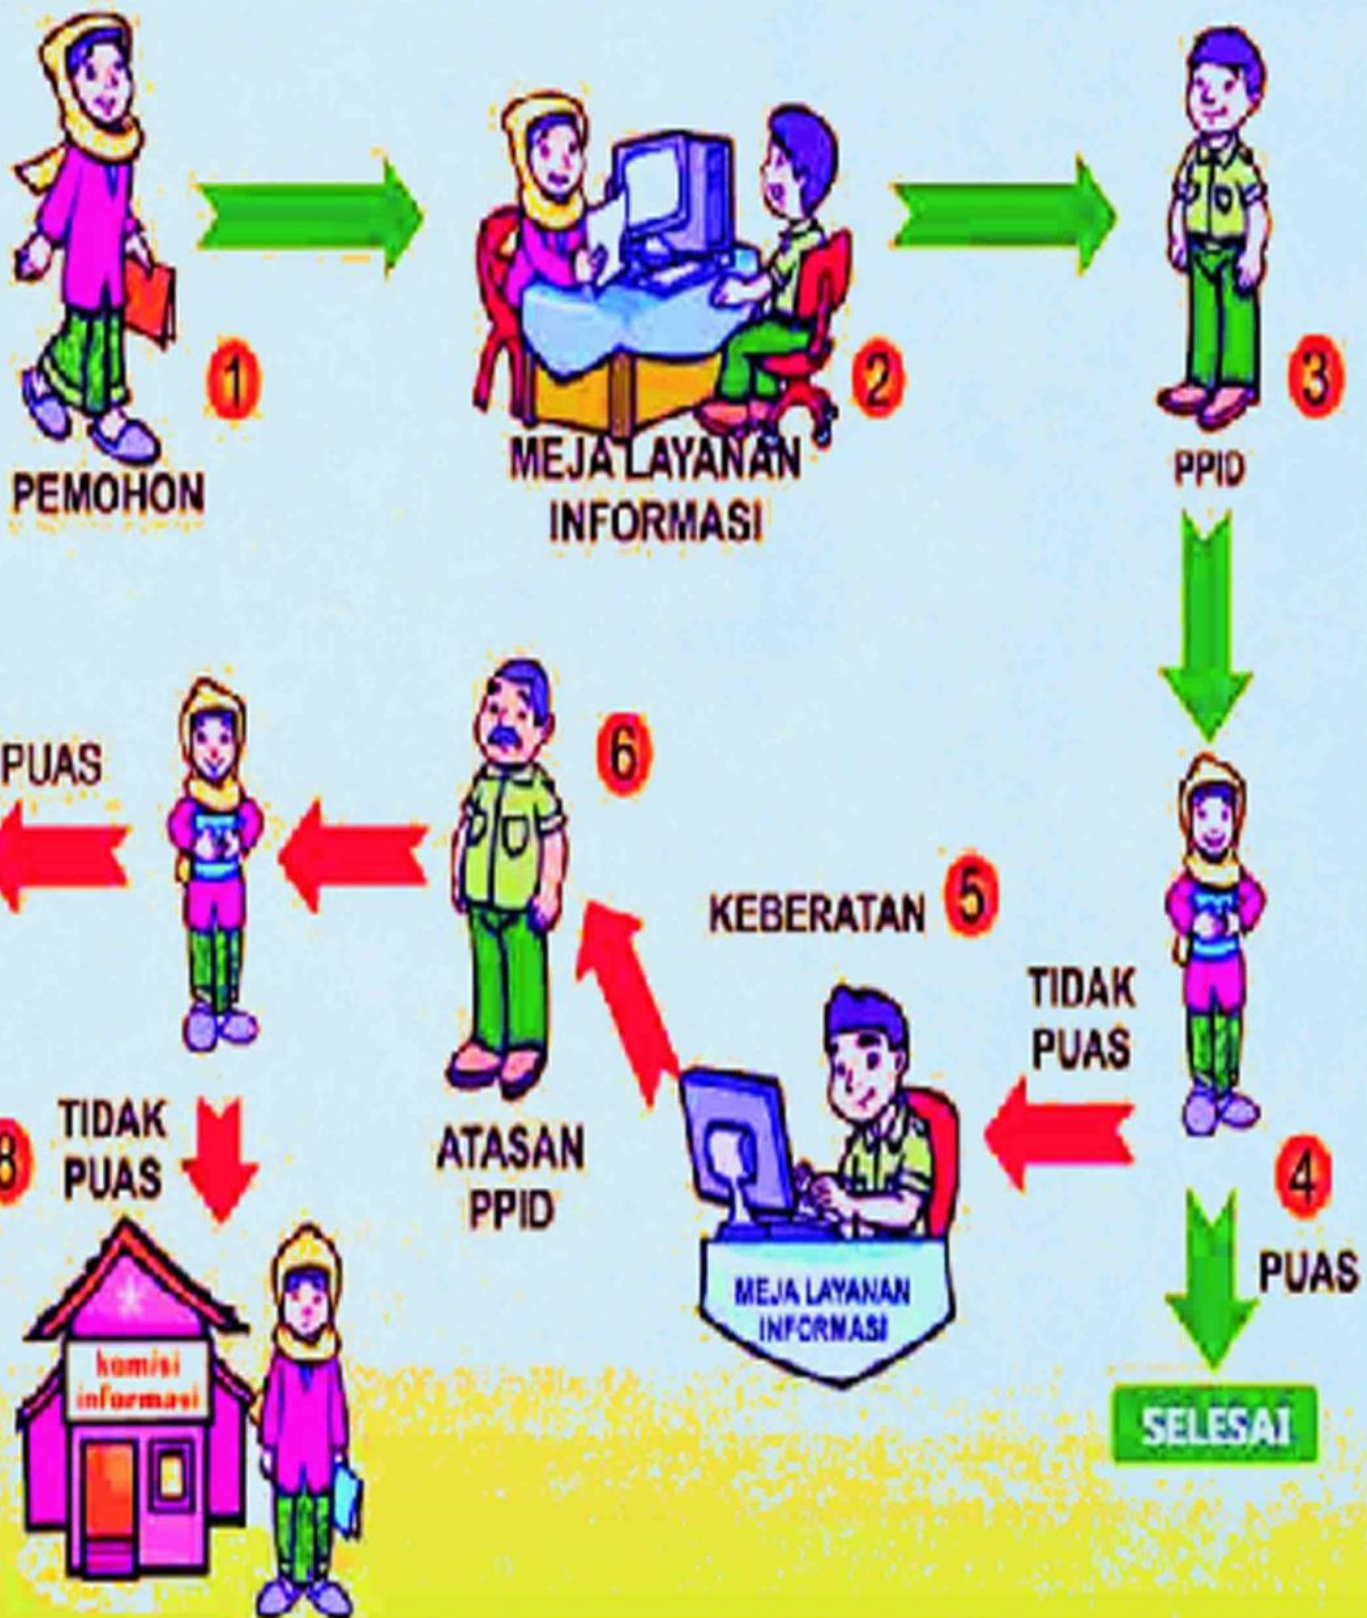 1
PEMOHON
2
MEJA LAYANAN
INFORMASI
3
PPID
4
PUAS
SELESAI
TIDAK
PUAS
KEBERATAN 5
MEJA LAYANAN
INFORMASI
6
ATASAN
PPID
PUAS
8
TIDAK
PUAS
komisi
informasi